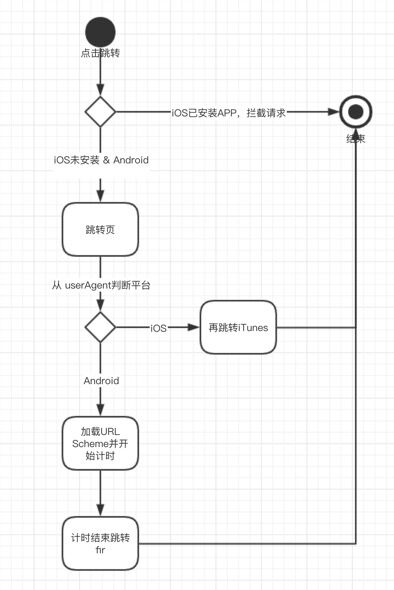 点击跳转
iOS已安装APP，拦截请求
结束
iOS未安装 & Android
跳转页
从 userAgent判断平台
iOS
再跳转iTunes
Android
加载URL
Scheme并开
始计时
计时结束跳转
fir